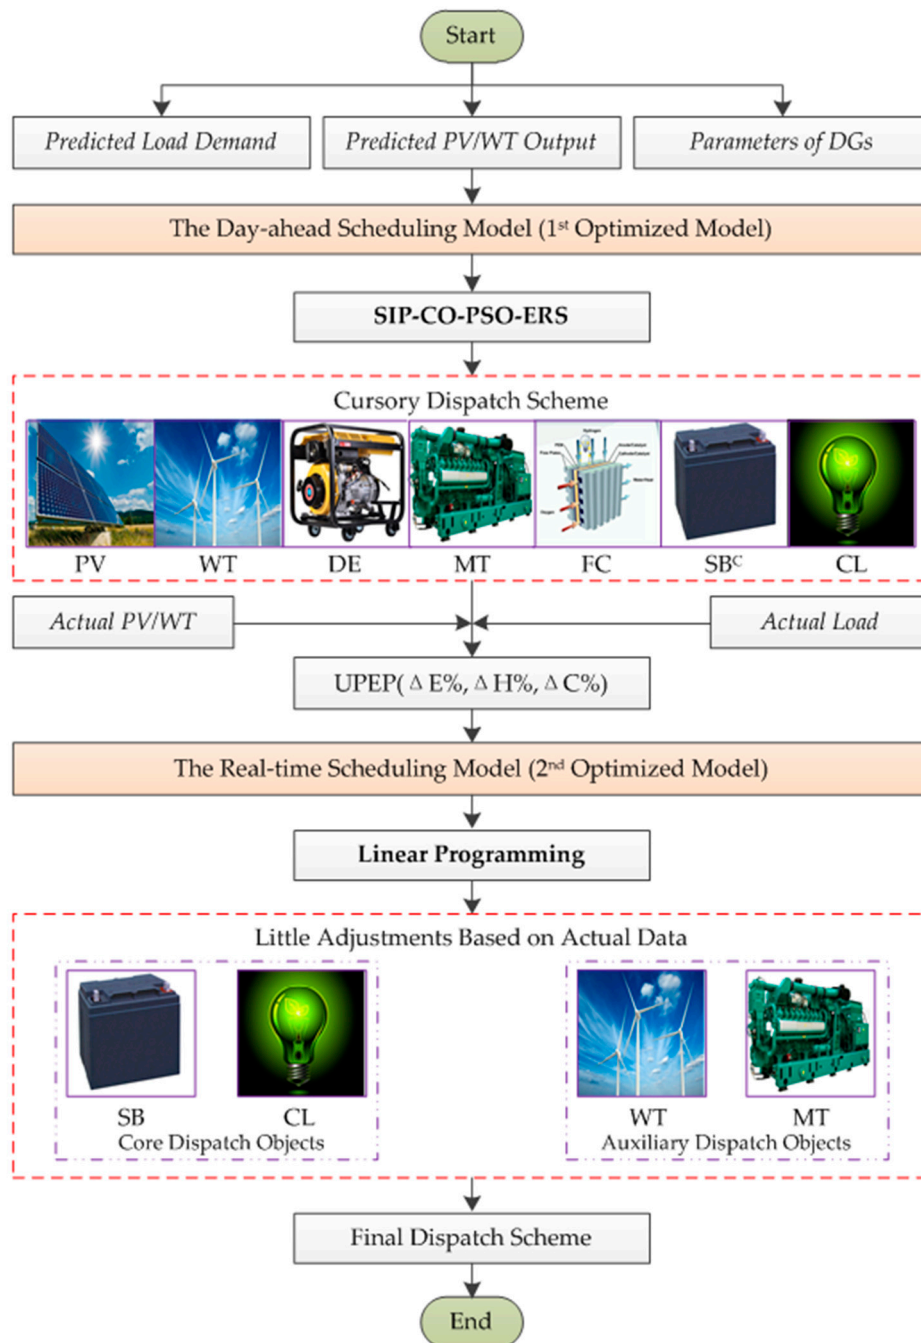 Start
Predicted Load Demand
Predicted PV/WT Output
Parameters of DGs
The Day-ahead Scheduling Model (1st Optimized Model)
SIP-CO-PSO-ERS
Cursory Dispatch Scheme
Hydrogen
Oxygen
PV WT DE MT FC SBC CL
Actual PV/WT
Actual Load
UPEP( Δ E%, Δ H%, Δ C%)
The Real-time Scheduling Model (2nd Optimized Model)
Linear Programming
Little Adjustments Based on Actual Data
SB CL WT MT
Core Dispatch Objects
Auxiliary Dispatch Objects
Final Dispatch Scheme
End